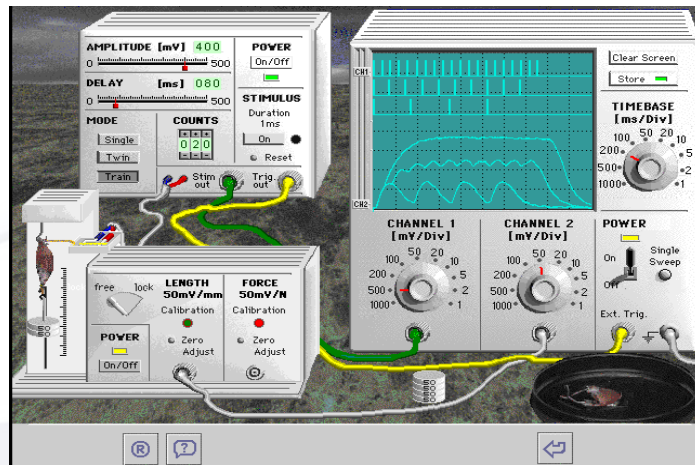 AMPLITUDE [mV] 400
0 500
DELAY [ms] 080
0 500
MODE
Single
Twin
Train
COUNTS
020
POWER
On/Off
STIMULUS
Duration
1ms
On
Reset
Stim
out
Trig.
out
free lock
LENGTH
50mV/mm
Calibration
Zero
Adjust
FORCE
50mV/N
Calibration
Zero
Adjust
POWER
On/Off
CH1
CH2
Clear Screen
Store
TIMEBASE
[ms/Div]
50
100 20
200 10
500 5
1000 2
CHANNEL 1
[mV/Div]
50
100 20
200 10
500 5
1000 2
1
CHANNEL 2
[mV/Div]
50
100 20
200 10
500 5
1000 2
1
POWER
On
Off
Single
Sweep
Ext. Trig.
50
50
®
?